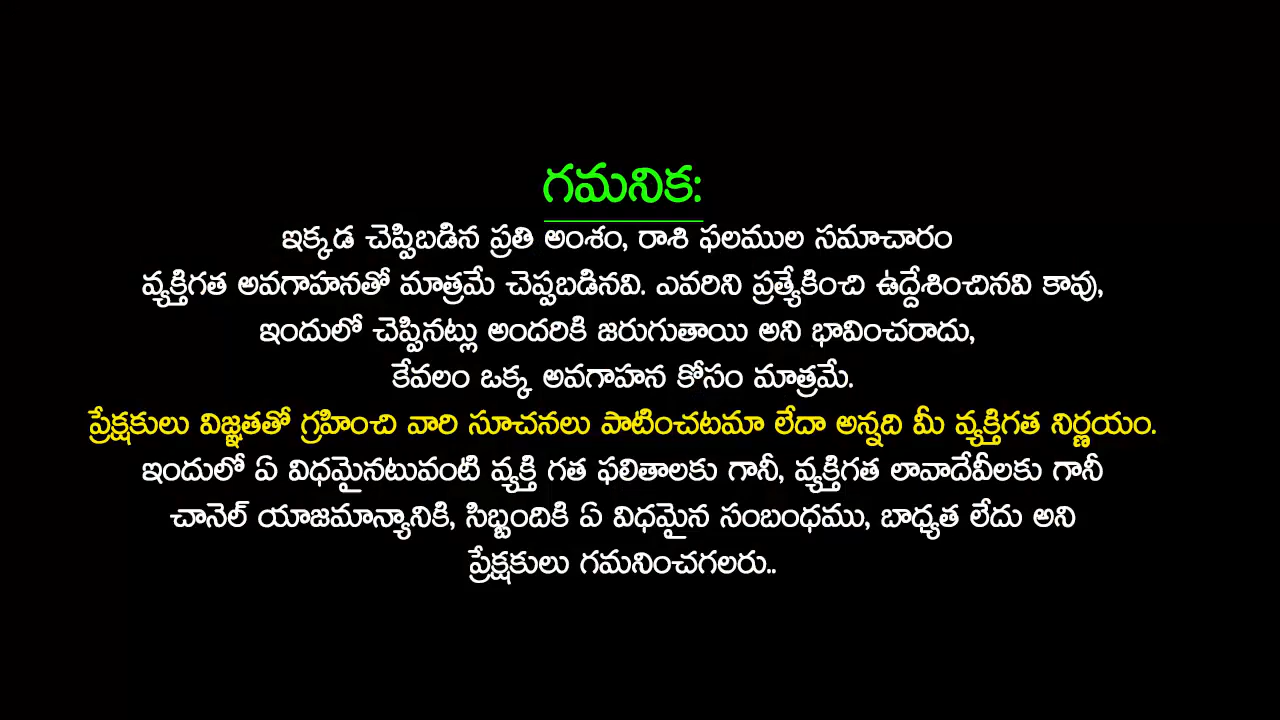 గమనిక:
ఇక్కడ చెప్పిబడిన ప్రతి అంశం, రాశి ఫలముల సమాచారం
వ్యక్తిగత అవగాహనతో మాత్రమే చెప్పబడినవి. ఎవరిని ప్రత్యేకించి ఉద్దేశించినవి కావు,
ఇందులో చెప్పినట్లు అందరికి జరుగుతాయి అని భావించరాదు,
కేవలం ఒక్క అవగాహన కోసం మాత్రమే.
ప్రేక్షకులు విజ్ఞతతో గ్రహించి వారి సూచనలు పాటించటమా లేదా అన్నది మీ వ్యక్తిగత నిర్ణయం.
ఇందులో ఏ విధమైనటువంటి వ్యక్తి గత ఫలితాలకు గానీ, వ్యక్తిగత లావాదేవీలకు గానీ
చానెల్ యాజమాన్యానికి, సిబ్బందికి ఏ విధమైన సంబంధము, బాధ్యత లేదు అని
ప్రేక్షకులు గమనించగలరు..